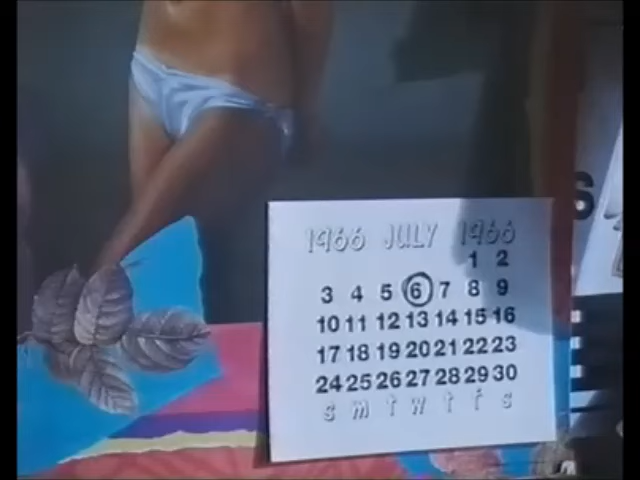 1966 JULY 1966
1 2
3 4 5 6 7 8 9
10 11 12 13 14 15 16
17 18 19 20 21 22 23
24 25 26 27 28 29 30
s m t w t f s
S